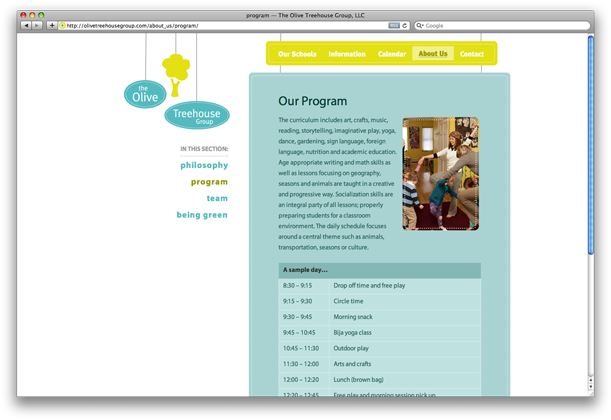 program — The Olive Treehouse Group, LLC
http://olivetreehousegroup.com/about_us/program/
Google
Our Schools Information Calendar About Us Contact
the
Olive
Treehouse
Group
IN THIS SECTION:
philosophy
program
team
being green
Our Program
The curriculum includes art, crafts, music,
reading, storytelling, imaginative play, yoga,
dance, gardening, sign language, foreign
language, nutrition and academic education.
Age appropriate writing and math skills as
well as lessons focusing on geography,
seasons and animals are taught in a creative
and progressive way. Socialization skills are
an integral party of all lessons; properly
preparing students for a classroom
environment. The daily schedule focuses
around a central theme such as animals,
transportation, seasons or culture.
A sample day...
8:30 – 9:15 Drop off time and free play
9:15 – 9:30 Circle time
9:30 – 9:45 Morning snack
9:45 – 10:45 Bija yoga class
10:45 – 11:30 Outdoor play
11:30 – 12:00 Arts and crafts
12:00 – 12:20 Lunch (brown bag)
12:20 – 12:45 Free play and morning session pick up